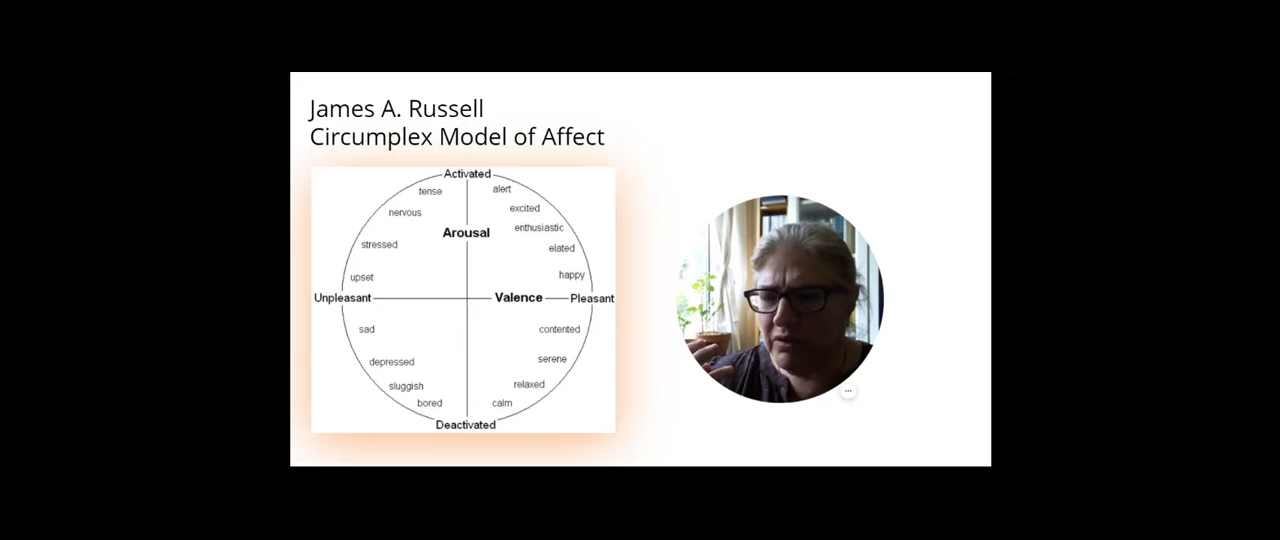 James A. Russell
Circumplex Model of Affect
Activated
tense
alert
nervous
excited
enthusiastic
Arousal
stressed
elated
upset
happy
Unpleasant
Valence
Pleasant
sad
contented
depressed
serene
sluggish
relaxed
bored
calm
Deactivated